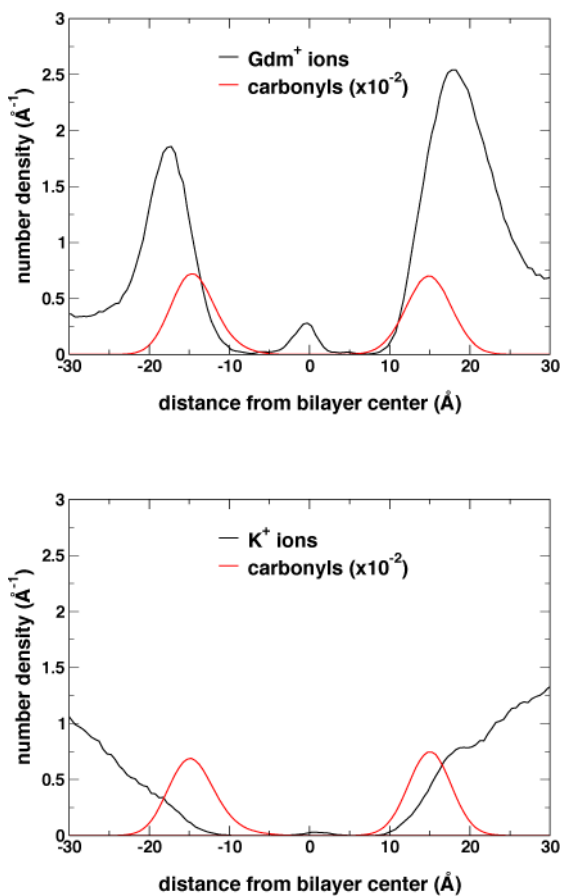 3
2.5
2
1.5
1
0.5
0
number density (Å⁻¹)
Gdm⁺ ions
carbonyls (x10⁻²)
-30 -20 -10 0 10 20 30
distance from bilayer center (Å)
3
2.5
2
1.5
1
0.5
0
number density (Å⁻¹)
K⁺ ions
carbonyls (x10⁻²)
-30 -20 -10 0 10 20 30
distance from bilayer center (Å)